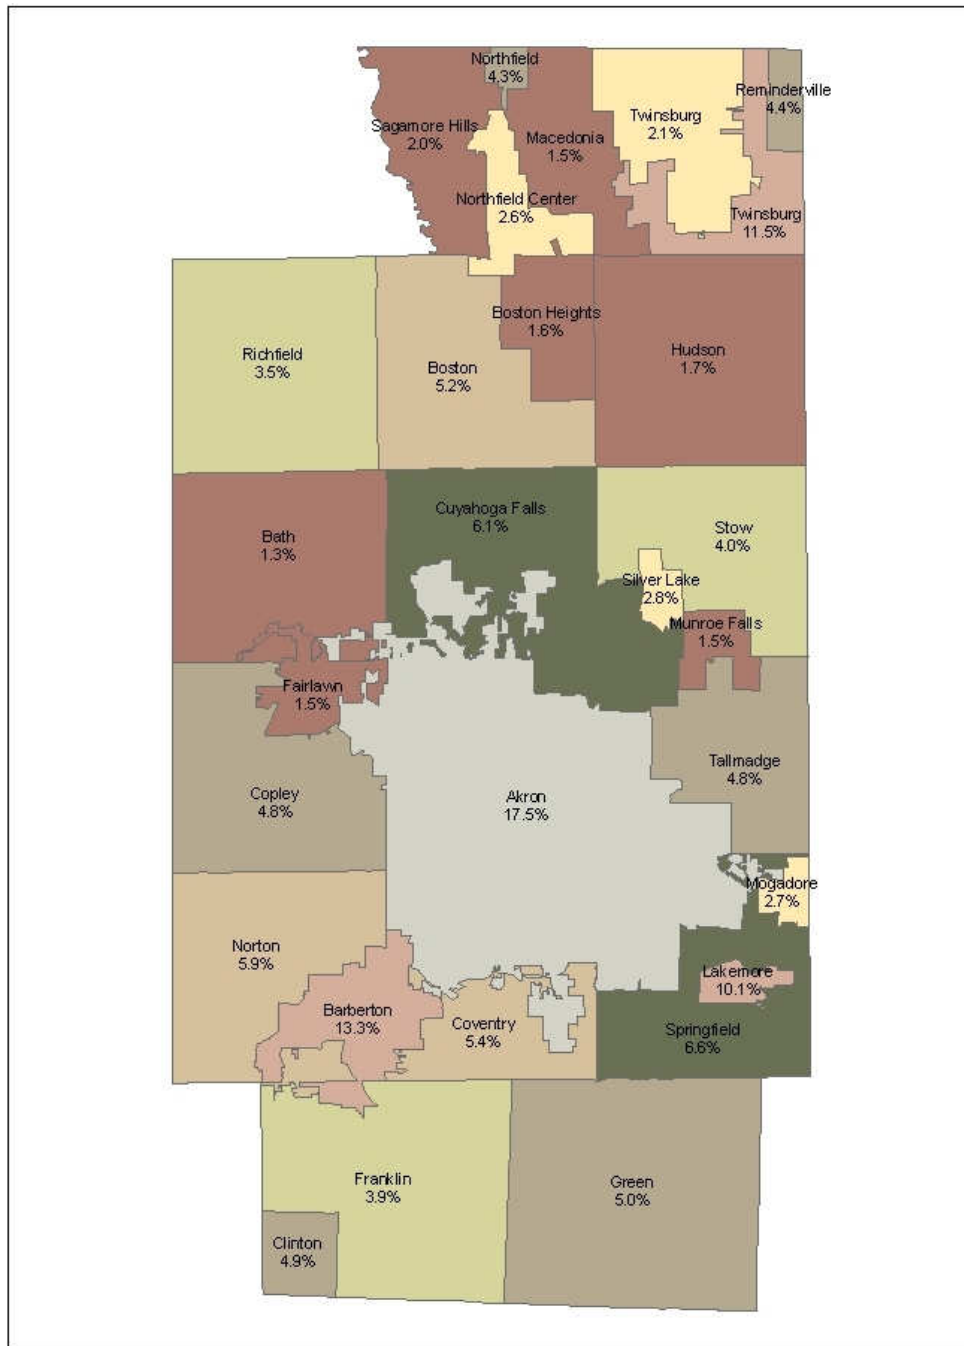 Northfield
4.3%
Reminderville
4.4%
Twinsburg
2.1%
Sagamore Hills
2.0%
Macedonia
1.5%
Northfield Center
2.6%
Twinsburg
11.5%
Boston Heights
1.6%
Richfield
3.5%
Boston
5.2%
Hudson
1.7%
Cuyahoga Falls
6.1%
Bath
1.3%
Stow
4.0%
Silver Lake
2.8%
Munroe Falls
1.5%
Fairlawn
1.5%
Tallmadge
4.8%
Copley
4.8%
Akron
17.5%
Mogadore
2.7%
Norton
5.9%
Lakemore
10.1%
Barberton
13.3%
Coventry
5.4%
Springfield
6.6%
Franklin
3.9%
Green
5.0%
Clinton
4.9%